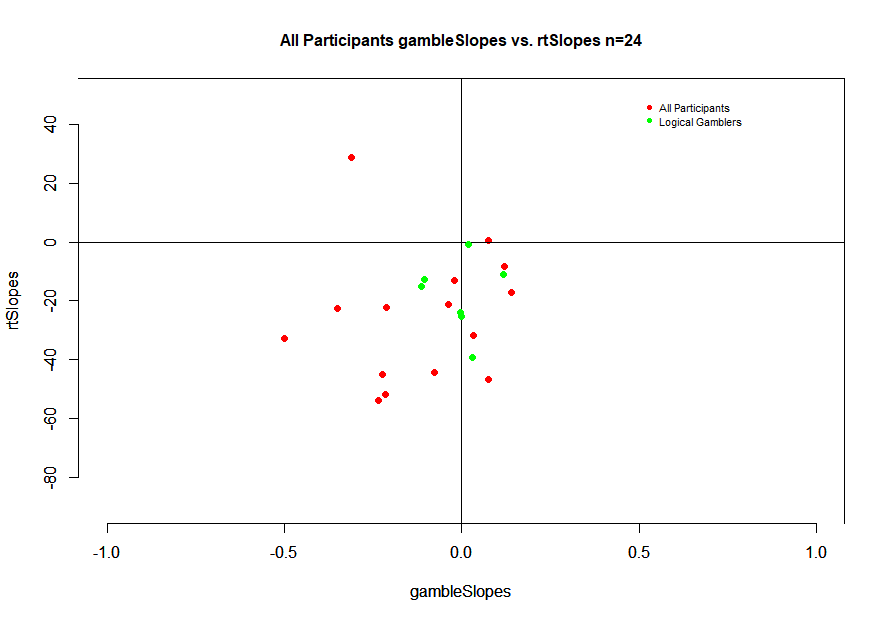 All Participants gambleSlopes vs. rtSlopes n=24
All Participants
Logical Gamblers
40
20
0
-20
-40
-60
-80
rtSlopes
-1.0 -0.5 0.0 0.5 1.0
gambleSlopes